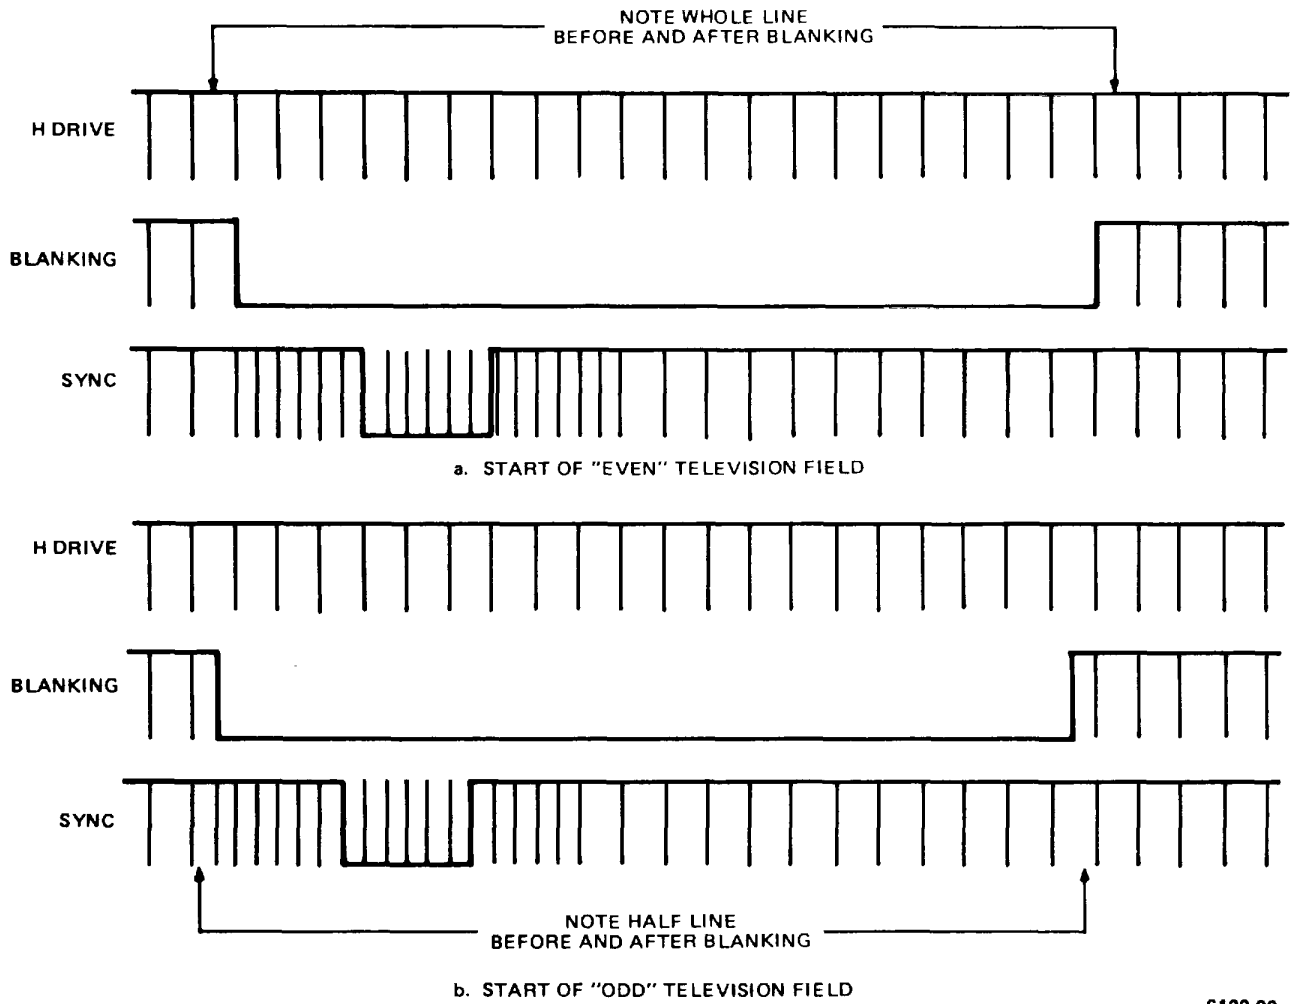 NOTE WHOLE LINE
BEFORE AND AFTER BLANKING
H DRIVE
BLANKING
SYNC
a. START OF "EVEN" TELEVISION FIELD
H DRIVE
BLANKING
SYNC
NOTE HALF LINE
BEFORE AND AFTER BLANKING
b. START OF "ODD" TELEVISION FIELD